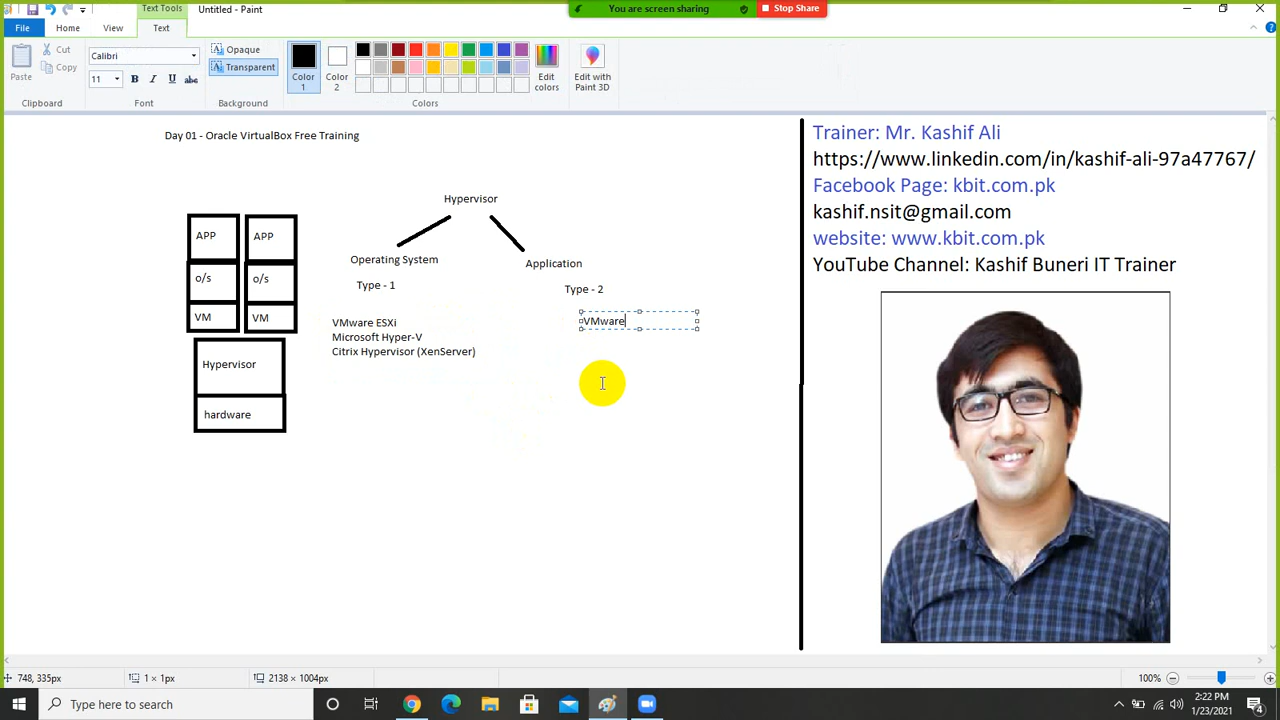 Text Tools
Untitled - Paint
You are screen sharing
Stop Share
File
Home
View
Text
Paste
Cut
Copy
Clipboard
Calibri
11
B I U abc
Font
Opaque
Transparent
Background
Color 1
Color 2
Edit colors
Colors
Edit with Paint 3D
Day 01 - Oracle VirtualBox Free Training
Hypervisor
Operating System
Application
Type - 1
Type - 2
VMware ESXi
Microsoft Hyper-V
Citrix Hypervisor (XenServer)
VMware
APP
APP
o/s
o/s
VM
VM
Hypervisor
hardware
Trainer: Mr. Kashif Ali
https://www.linkedin.com/in/kashif-ali-97a47767/
Facebook Page: kbit.com.pk
kashif.nsit@gmail.com
website: www.kbit.com.pk
YouTube Channel: Kashif Buneri IT Trainer
748, 335px
1 × 1px
2138 × 1004px
100%
Type here to search
2:22 PM
1/23/2021
4